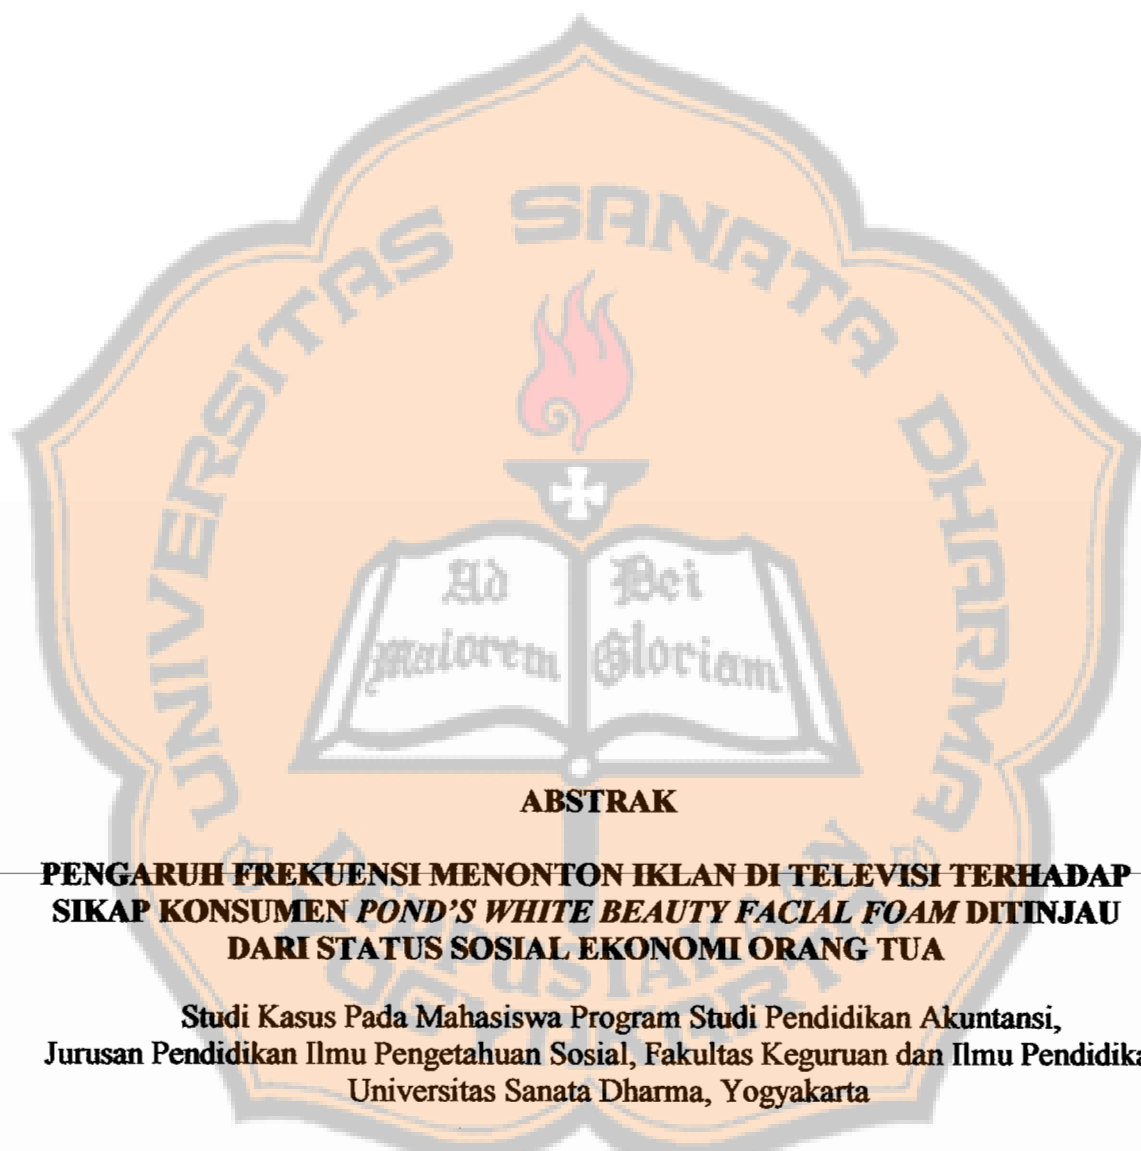 UNIVERSITAS SANATA DHARMA
Ad Dei
Maiorem Gloriam
ABSTRAK
PENGARUH FREKUENSI MENONTON IKLAN DI TELEVISI TERHADAP
SIKAP KONSUMEN POND'S WHITE BEAUTY FACIAL FOAM DITINJAU
DARI STATUS SOSIAL EKONOMI ORANG TUA
PERPUSTAKAAN
YOGYAKARTA
Studi Kasus Pada Mahasiswa Program Studi Pendidikan Akuntansi,
Jurusan Pendidikan Ilmu Pengetahuan Sosial, Fakultas Keguruan dan Ilmu Pendidika
Universitas Sanata Dharma, Yogyakarta